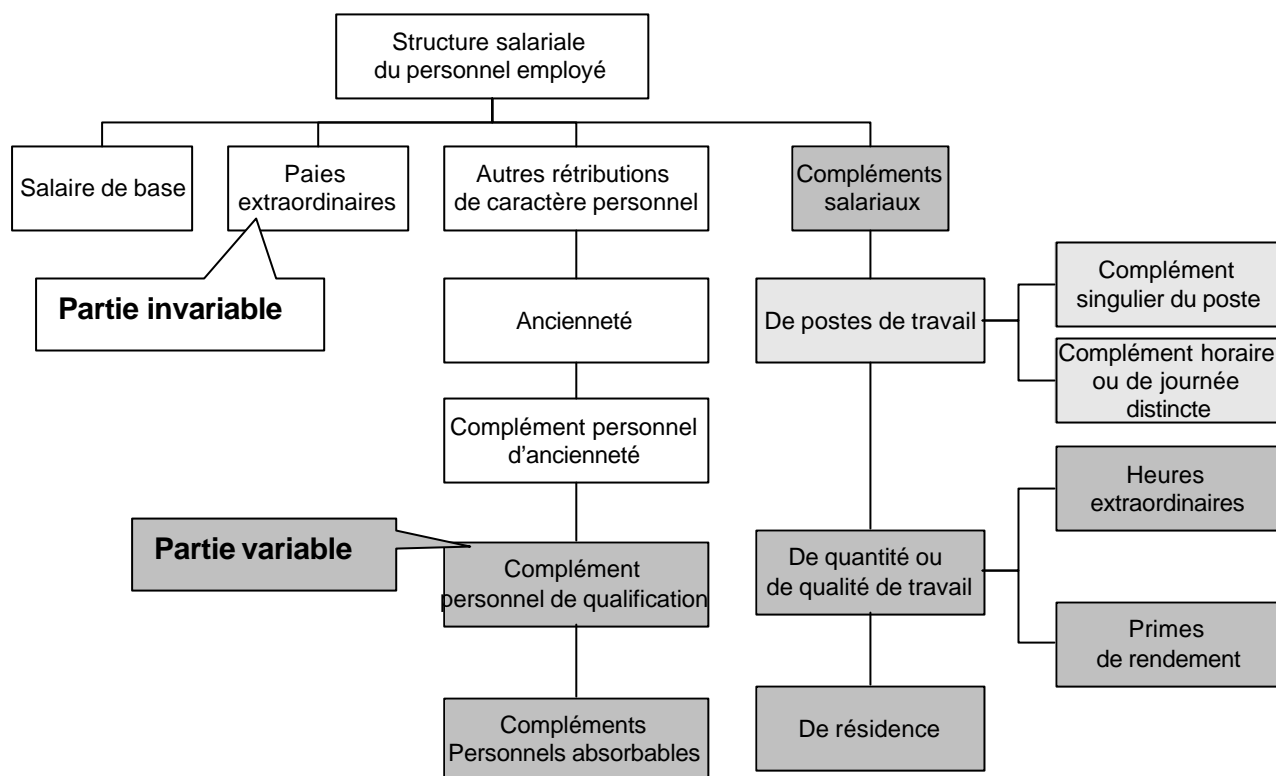 Structure salariale
du personnel employé
Salaire de base
Paies
extraordinaires
Autres rétributions
de caractère personnel
Compléments
salariaux
Partie invariable
Ancienneté
De postes de travail
Complément
singulier du poste
Complément horaire
ou de journée
distincte
Complément personnel
d'ancienneté
Partie variable
Complément
personnel de qualification
De quantité ou
de qualité de travail
Heures
extraordinaires
Primes
de rendement
Compléments
Personnels absorbables
De résidence